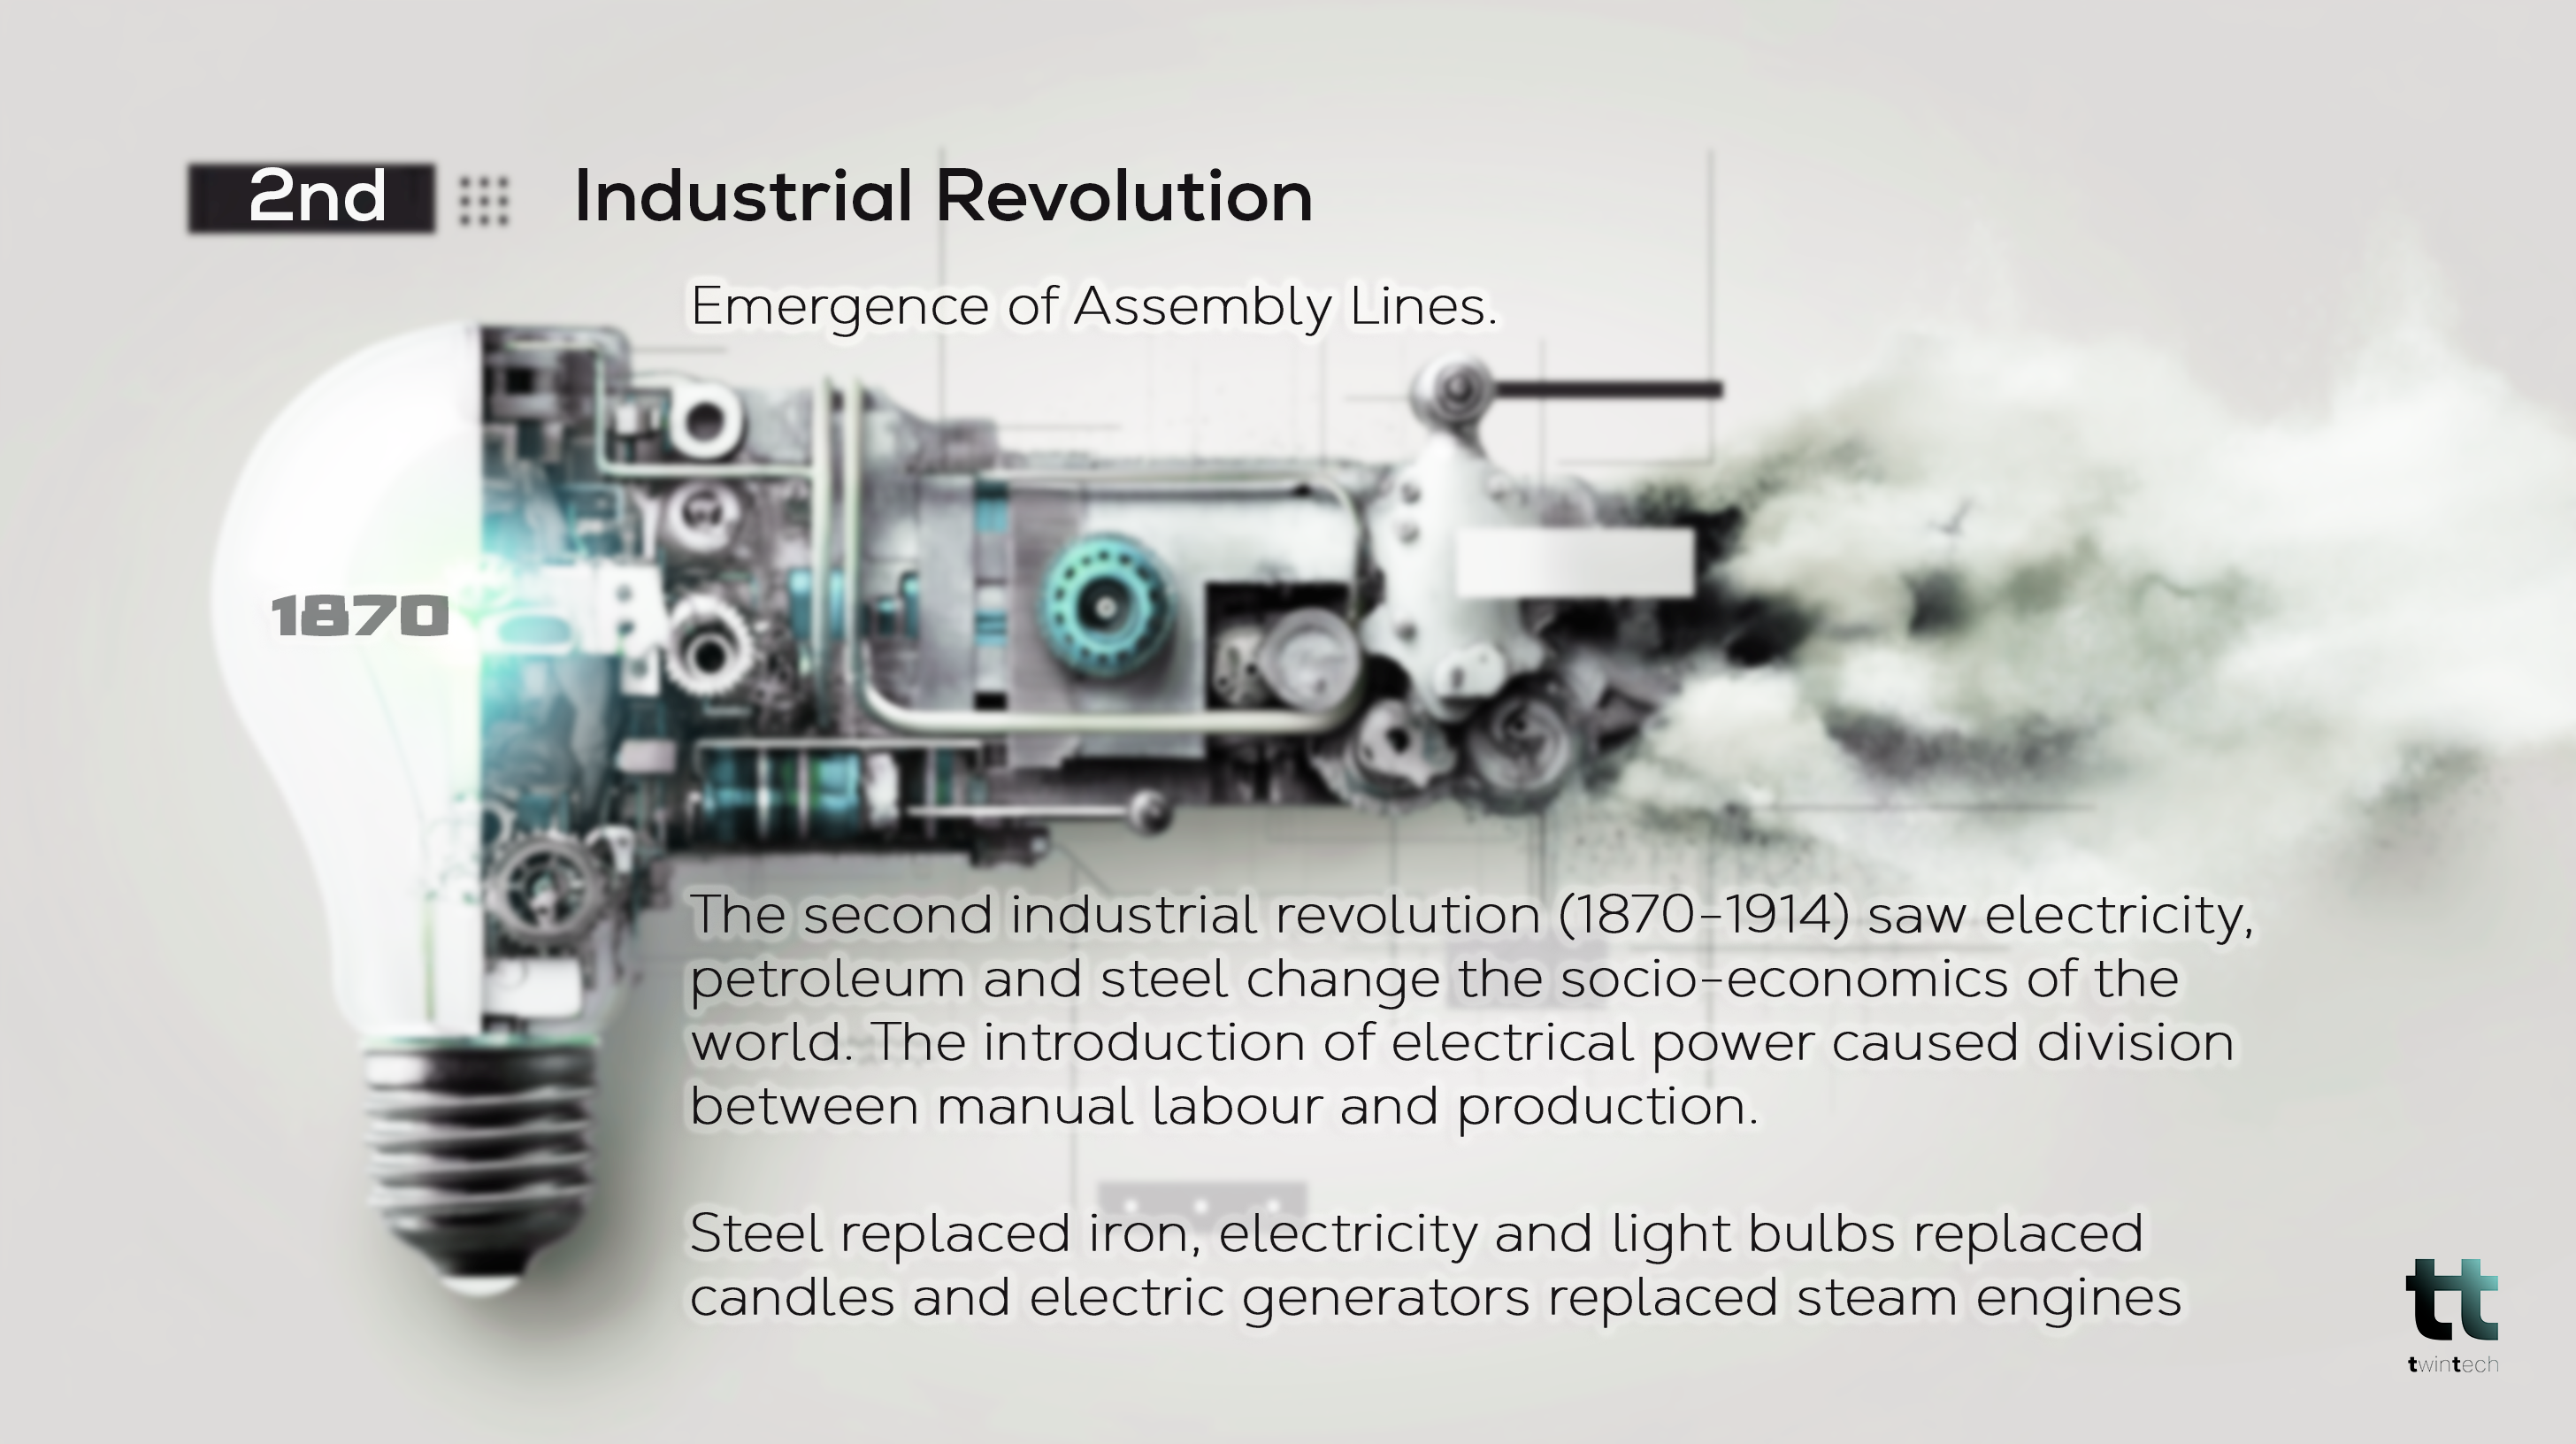 2nd Industrial Revolution
Emergence of Assembly Lines.
1870
The second industrial revolution (1870-1914) saw electricity,
petroleum and steel change the socio-economics of the
world. The introduction of electrical power caused division
between manual labour and production.
Steel replaced iron, electricity and light bulbs replaced
candles and electric generators replaced steam engines
tt
twintech